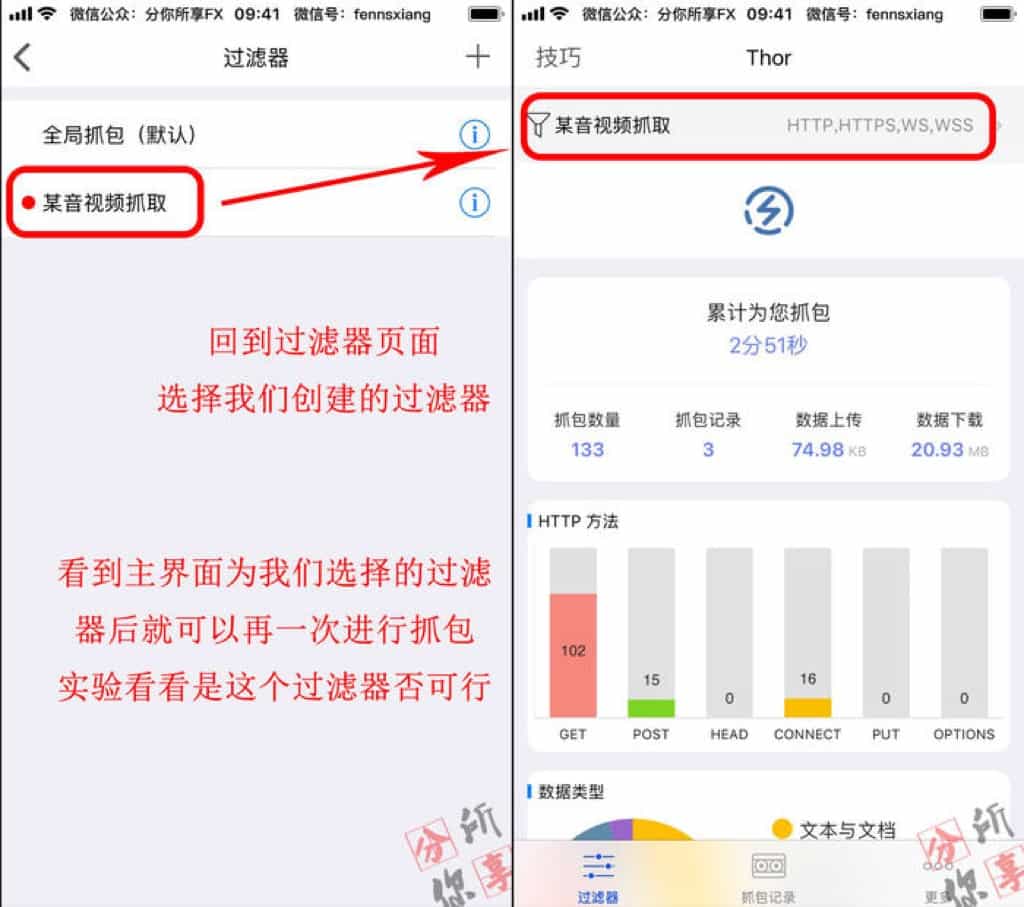 微信公众：分你所享FX 09:41 微信号：fennsxiang
过滤器
全局抓包（默认）
某音视频抓取
回到过滤器页面
选择我们创建的过滤器
看到主界面为我们选择的过滤
器后就可以再一次进行抓包
实验看看是这个过滤器否可行
分所你享
微信公众：分你所享FX 09:41 微信号：fennsxiang
技巧 Thor
某音视频抓取 HTTP,HTTPS,WS,WSS
累计为您抓包
2分51秒
抓包数量 抓包记录 数据上传 数据下载
133 3 74.98 KB 20.93 MB
HTTP 方法
102 15 0 16 0 0
GET POST HEAD CONNECT PUT OPTIONS
数据类型
文本与文档
过滤器 抓包记录 更多
分所你享